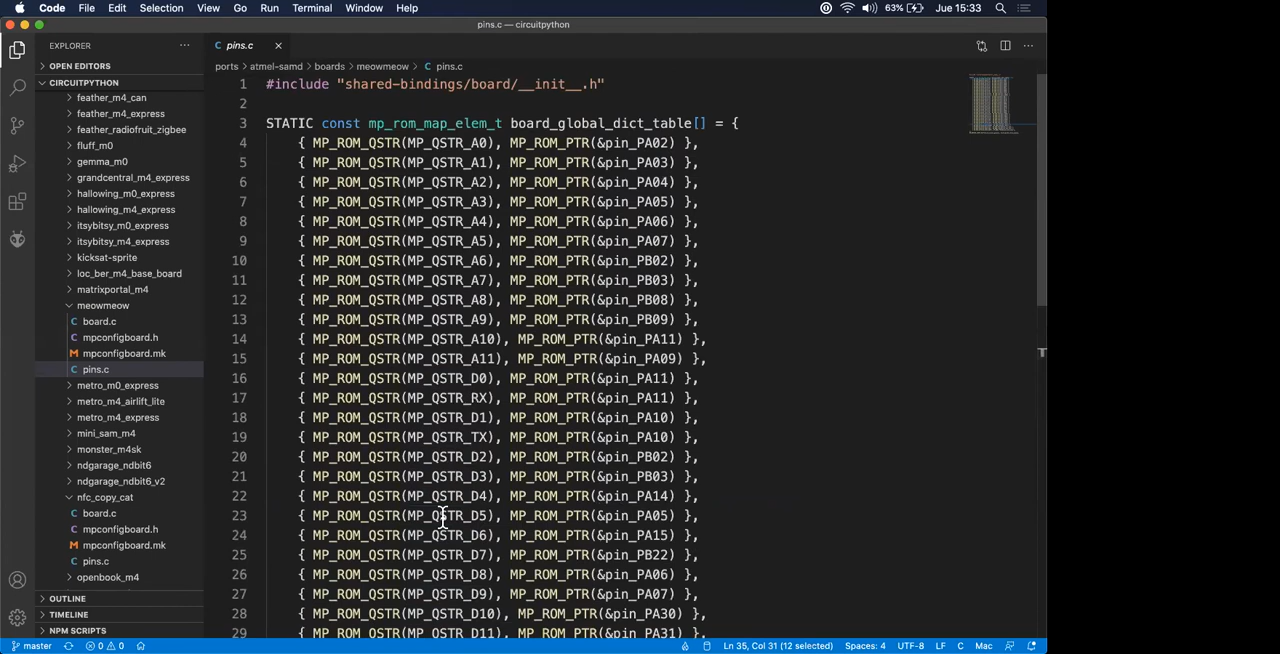 Code File Edit Selection View Go Run Terminal Window Help 63% Jue 15:33
pins.c — circuitpython
EXPLORER
OPEN EDITORS
CIRCUITPYTHON
feather_m4_can
feather_m4_express
feather_radiofruit_zigbee
fluff_m0
gemma_m0
grandcentral_m4_express
hallowing_m0_express
hallowing_m4_express
itsybitsy_m0_express
itsybitsy_m4_express
kicksat-sprite
loc_ber_m4_base_board
matrixportal_m4
meowmeow
C board.c
C mpconfigboard.h
M mpconfigboard.mk
C pins.c
metro_m0_express
metro_m4_airlift_lite
metro_m4_express
mini_sam_m4
monster_m4sk
ndgarage_ndbit6
ndgarage_ndbit6_v2
nfc_copy_cat
C board.c
C mpconfigboard.h
M mpconfigboard.mk
C pins.c
openbook_m4
OUTLINE
TIMELINE
NPM SCRIPTS
C pins.c
ports > atmel-samd > boards > meowmeow > C pins.c
1 #include "shared-bindings/board/__init__.h"
2
3 STATIC const mp_rom_map_elem_t board_global_dict_table[] = {
4 { MP_ROM_QSTR(MP_QSTR_A0), MP_ROM_PTR(&pin_PA02) },
5 { MP_ROM_QSTR(MP_QSTR_A1), MP_ROM_PTR(&pin_PA03) },
6 { MP_ROM_QSTR(MP_QSTR_A2), MP_ROM_PTR(&pin_PA04) },
7 { MP_ROM_QSTR(MP_QSTR_A3), MP_ROM_PTR(&pin_PA05) },
8 { MP_ROM_QSTR(MP_QSTR_A4), MP_ROM_PTR(&pin_PA06) },
9 { MP_ROM_QSTR(MP_QSTR_A5), MP_ROM_PTR(&pin_PA07) },
10 { MP_ROM_QSTR(MP_QSTR_A6), MP_ROM_PTR(&pin_PB02) },
11 { MP_ROM_QSTR(MP_QSTR_A7), MP_ROM_PTR(&pin_PB03) },
12 { MP_ROM_QSTR(MP_QSTR_A8), MP_ROM_PTR(&pin_PB08) },
13 { MP_ROM_QSTR(MP_QSTR_A9), MP_ROM_PTR(&pin_PB09) },
14 { MP_ROM_QSTR(MP_QSTR_A10), MP_ROM_PTR(&pin_PA11) },
15 { MP_ROM_QSTR(MP_QSTR_A11), MP_ROM_PTR(&pin_PA09) },
16 { MP_ROM_QSTR(MP_QSTR_D0), MP_ROM_PTR(&pin_PA11) },
17 { MP_ROM_QSTR(MP_QSTR_RX), MP_ROM_PTR(&pin_PA11) },
18 { MP_ROM_QSTR(MP_QSTR_D1), MP_ROM_PTR(&pin_PA10) },
19 { MP_ROM_QSTR(MP_QSTR_TX), MP_ROM_PTR(&pin_PA10) },
20 { MP_ROM_QSTR(MP_QSTR_D2), MP_ROM_PTR(&pin_PB02) },
21 { MP_ROM_QSTR(MP_QSTR_D3), MP_ROM_PTR(&pin_PB03) },
22 { MP_ROM_QSTR(MP_QSTR_D4), MP_ROM_PTR(&pin_PA14) },
23 { MP_ROM_QSTR(MP_QSTR_D5), MP_ROM_PTR(&pin_PA05) },
24 { MP_ROM_QSTR(MP_QSTR_D6), MP_ROM_PTR(&pin_PA15) },
25 { MP_ROM_QSTR(MP_QSTR_D7), MP_ROM_PTR(&pin_PB22) },
26 { MP_ROM_QSTR(MP_QSTR_D8), MP_ROM_PTR(&pin_PA06) },
27 { MP_ROM_QSTR(MP_QSTR_D9), MP_ROM_PTR(&pin_PA07) },
28 { MP_ROM_QSTR(MP_QSTR_D10), MP_ROM_PTR(&pin_PA30) },
29 { MP_ROM_QSTR(MP_QSTR_D11), MP_ROM_PTR(&pin_PA31) },
master 0 0 Ln 35, Col 31 (12 selected) Spaces: 4 UTF-8 LF C Mac